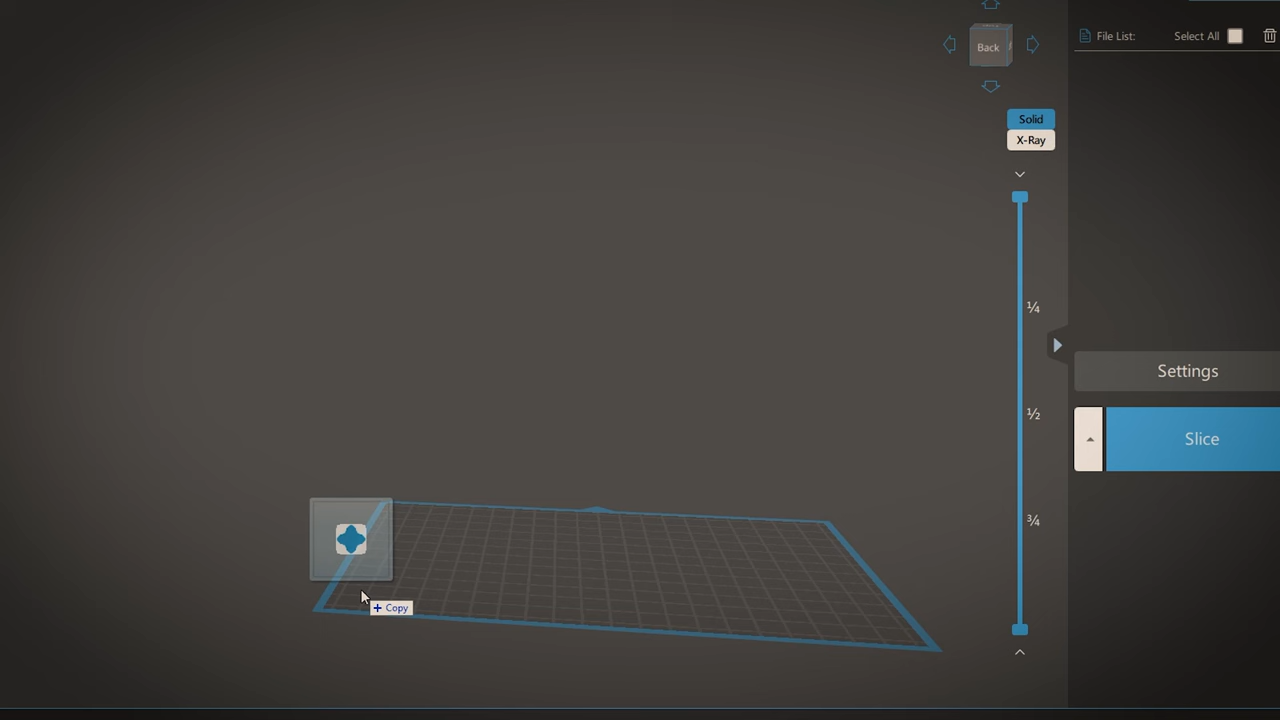 File List:
Select All
Back
Solid
X-Ray
¼
½
¾
Settings
Slice
+ Copy